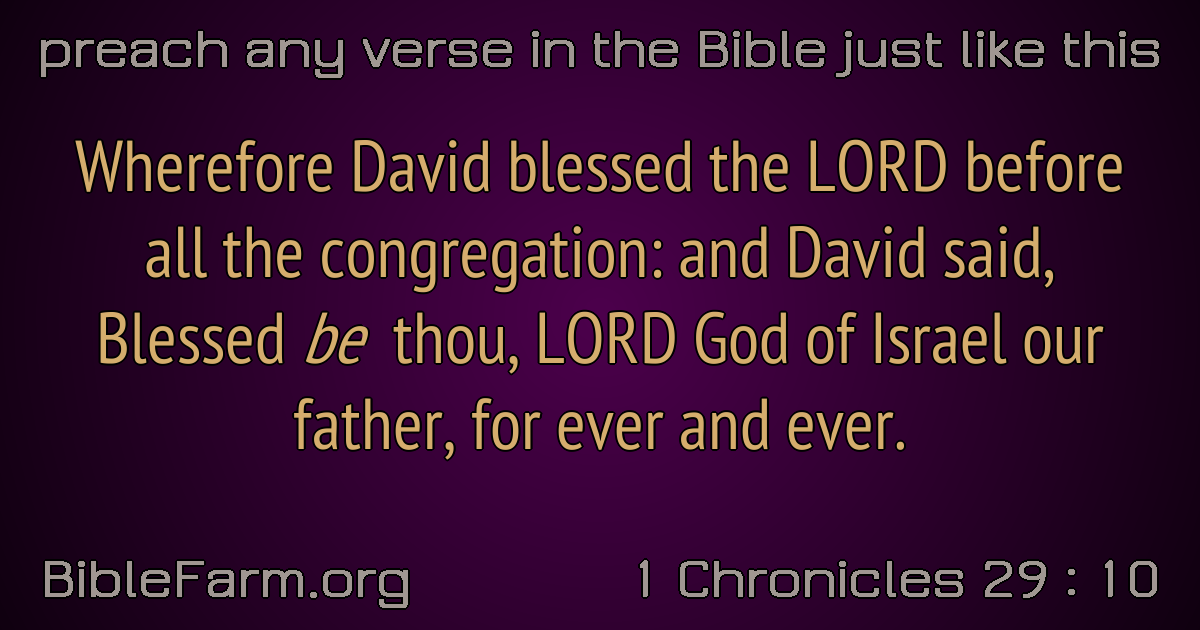 preach any verse in the Bible just like this
Wherefore David blessed the LORD before
all the congregation: and David said,
Blessed be thou, LORD God of Israel our
father, for ever and ever.
BibleFarm.org
1 Chronicles 29 : 10